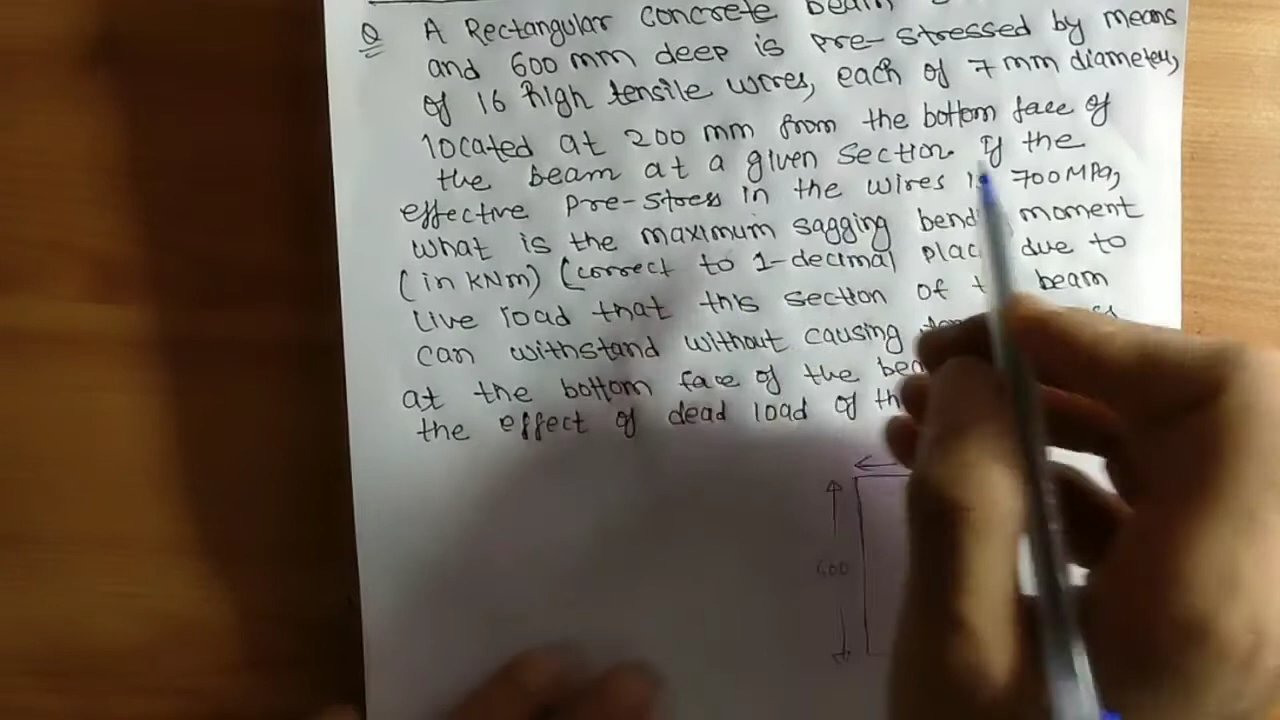 Q A Rectangular concrete beam
and 600 mm deep is pre-stressed by means
of 16 high tensile wires, each of 7 mm diameter,
located at 200 mm from the bottom face of
the beam at a given section. If the
effective pre-stress in the wires is 700 MPa,
what is the maximum sagging moment
(in KNm) (correct to 1-decimal due to
live load that this section of beam
can withstand without causing
at the bottom face of the
the effect of dead load of
600